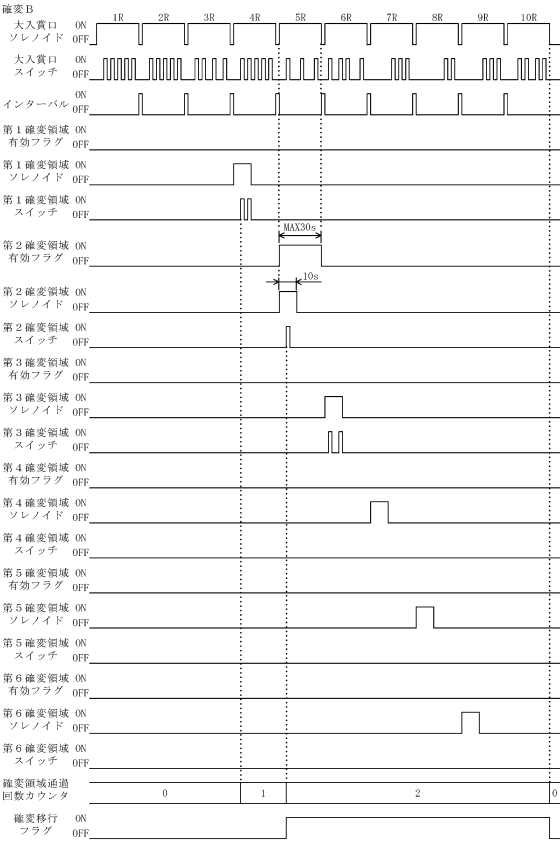 確変Ｂ
1R 2R 3R 4R 5R 6R 7R 8R 9R 10R
大入賞口 ON
ソレノイド OFF
大入賞口 ON
スイッチ OFF
ON
インターバル OFF
第１確変領域 ON
有効フラグ OFF
第１確変領域 ON
ソレノイド OFF
第１確変領域 ON
スイッチ OFF
MAX30s
第２確変領域 ON
有効フラグ OFF
10s
第２確変領域 ON
ソレノイド OFF
第２確変領域 ON
スイッチ OFF
第３確変領域 ON
有効フラグ OFF
第３確変領域 ON
ソレノイド OFF
第３確変領域 ON
スイッチ OFF
第４確変領域 ON
有効フラグ OFF
第４確変領域 ON
ソレノイド OFF
第４確変領域 ON
スイッチ OFF
第５確変領域 ON
有効フラグ OFF
第５確変領域 ON
ソレノイド OFF
第５確変領域 ON
スイッチ OFF
第６確変領域 ON
有効フラグ OFF
第６確変領域 ON
ソレノイド OFF
第６確変領域 ON
スイッチ OFF
確変領域通過
回数カウンタ 0 1 2 0
確変移行 ON
フラグ OFF